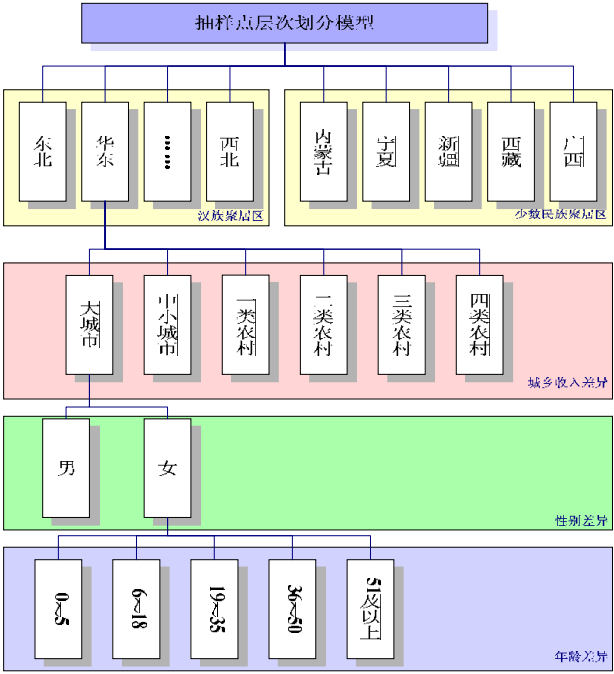 抽样点层次划分模型
东北
华东
……
西北
内蒙古
宁夏
新疆
西藏
广西
汉族聚居区
少数民族聚居区
大城市
中小城市
一类农村
二类农村
三类农村
四类农村
城乡收入差异
男
女
性别差异
0~5
6~18
19~35
36~50
51及以上
年龄差异